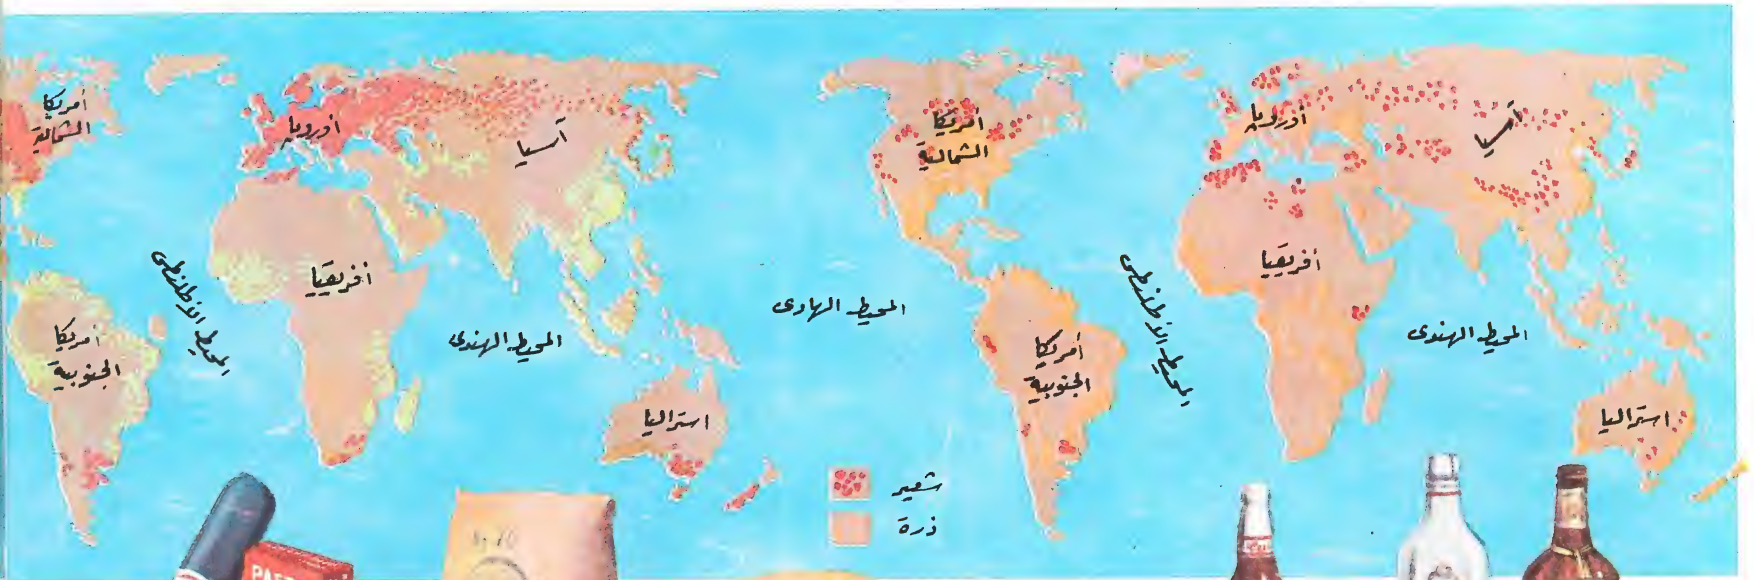 أمريكا
الشمالية
أوروبا
آسيا
أفريقيا
المحيط الأطلنطى
المحيط الهندى
أمريكا
الجنوبية
استراليا
المحيط الهادى
أمريكا
الشمالية
أوروبا
آسيا
أفريقيا
المحيط الأطلنطى
المحيط الهندى
أمريكا
الجنوبية
استراليا
شعير
ذرة